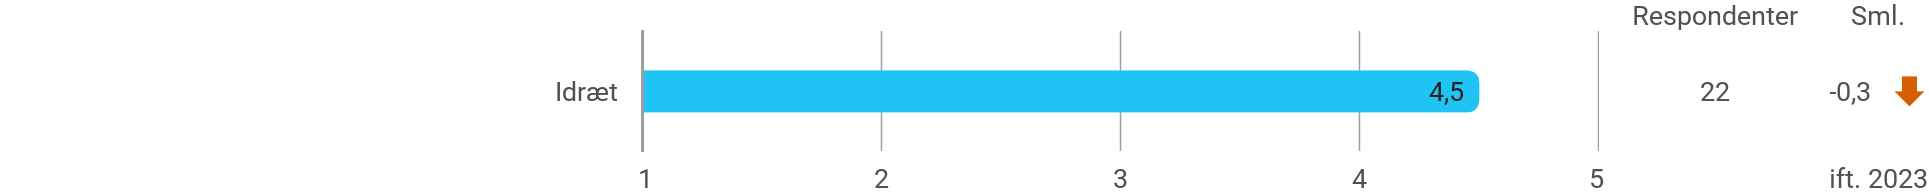 Respondenter Sml.
Idræt 4,5 22 -0,3
1 2 3 4 5 ift. 2023